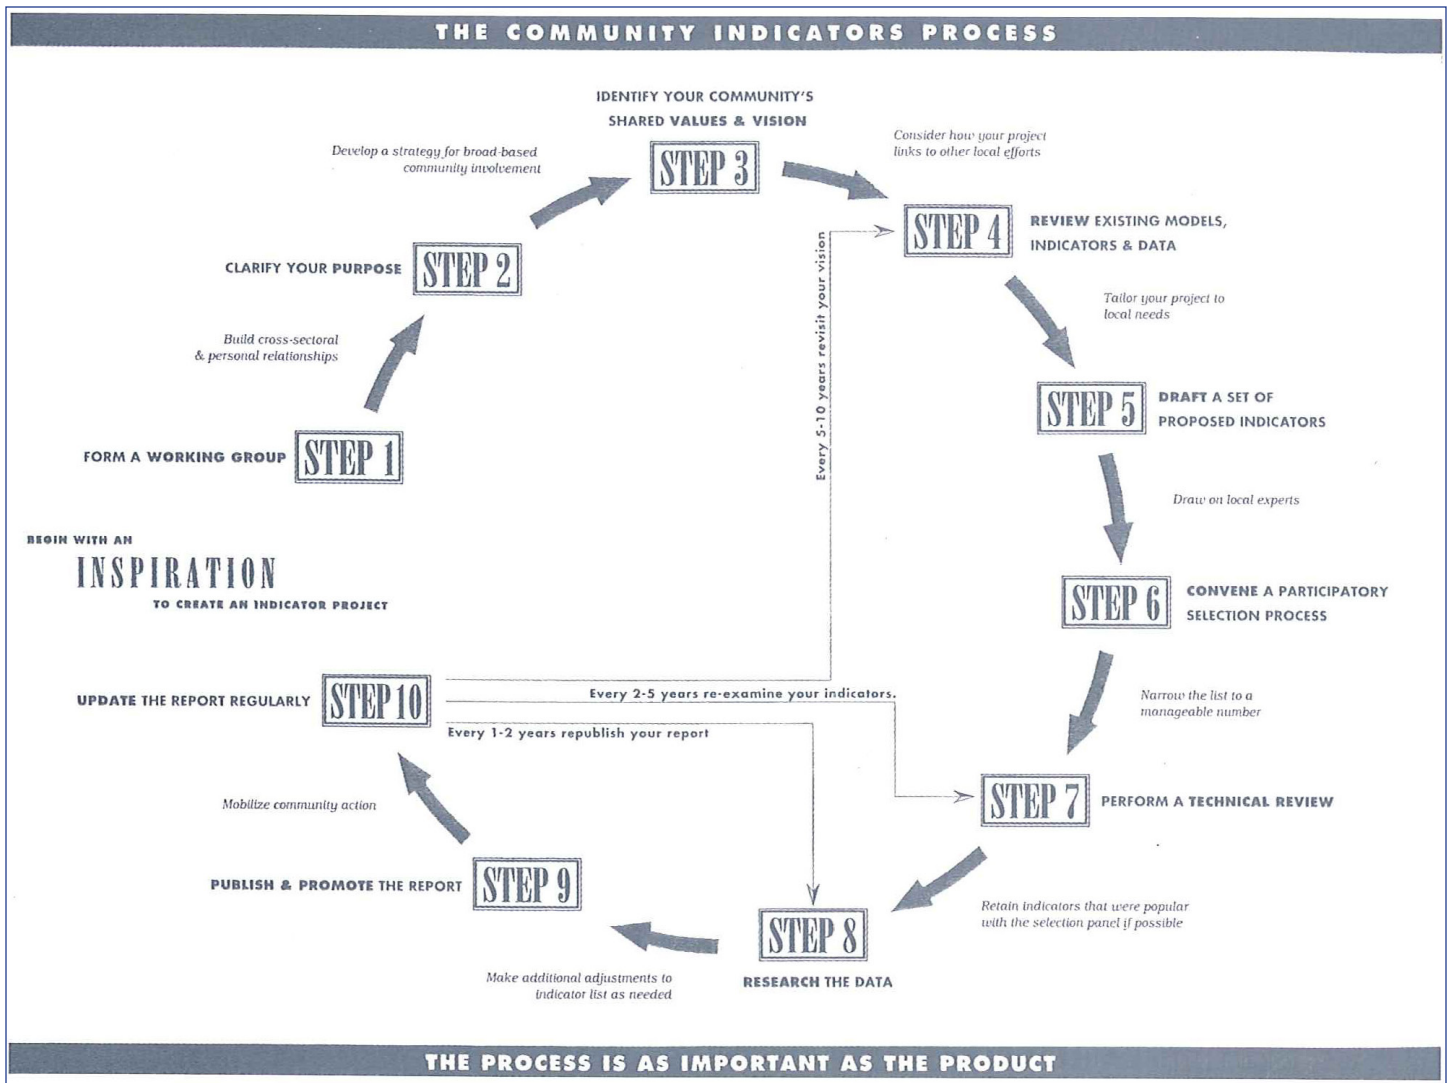 THE COMMUNITY INDICATORS PROCESS
IDENTIFY YOUR COMMUNITY'S
SHARED VALUES & VISION
STEP 3
Develop a strategy for broad-based
community involvement
Consider how your project
links to other local efforts
STEP 4
REVIEW EXISTING MODELS,
INDICATORS & DATA
CLARIFY YOUR PURPOSE
STEP 2
Every 5-10 years revisit your vision
Tailor your project to
local needs
Build cross-sectoral
& personal relationships
STEP 5
DRAFT A SET OF
PROPOSED INDICATORS
FORM A WORKING GROUP
STEP 1
Draw on local experts
BEGIN WITH AN
INSPIRATION
TO CREATE AN INDICATOR PROJECT
STEP 6
CONVENE A PARTICIPATORY
SELECTION PROCESS
UPDATE THE REPORT REGULARLY
STEP 10
Every 2-5 years re-examine your indicators.
Every 1-2 years republish your report
Narrow the list to a
manageable number
STEP 7
PERFORM A TECHNICAL REVIEW
Mobilize community action
PUBLISH & PROMOTE THE REPORT
STEP 9
Retain indicators that were popular
with the selection panel if possible
STEP 8
RESEARCH THE DATA
Make additional adjustments to
indicator list as needed
THE PROCESS IS AS IMPORTANT AS THE PRODUCT